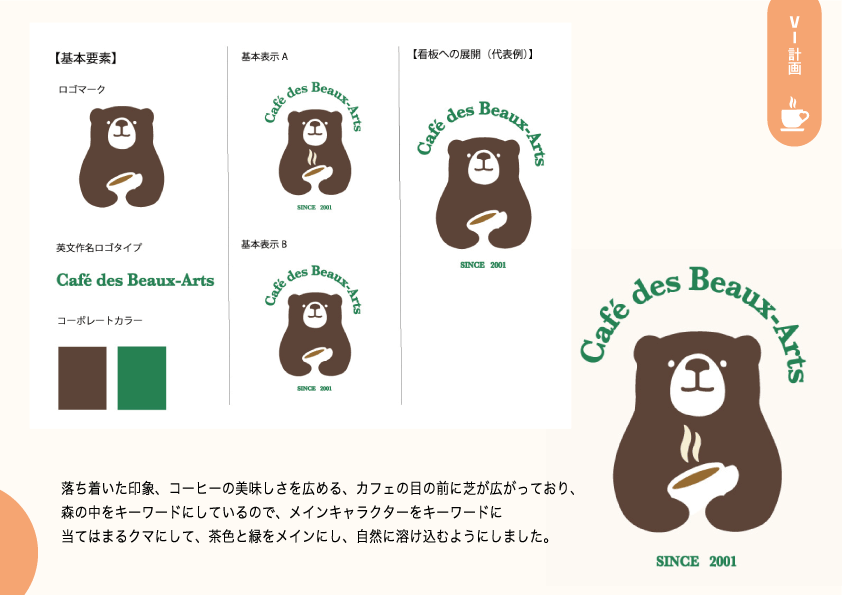 VI計画
【基本要素】
ロゴマーク
英文作名ロゴタイプ
Café des Beaux-Arts
コーポレートカラー
基本表示 A
Café des Beaux-Arts
SINCE 2001
基本表示 B
Café des Beaux-Arts
SINCE 2001
【看板への展開（代表例）】
Café des Beaux-Arts
SINCE 2001
Café des Beaux-Arts
SINCE 2001
落ち着いた印象、コーヒーの美味しさを広める、カフェの目の前に芝が広がっており、
森の中をキーワードにしているので、メインキャラクターをキーワードに
当てはまるクマにして、茶色と緑をメインにし、自然に溶け込むようにしました。